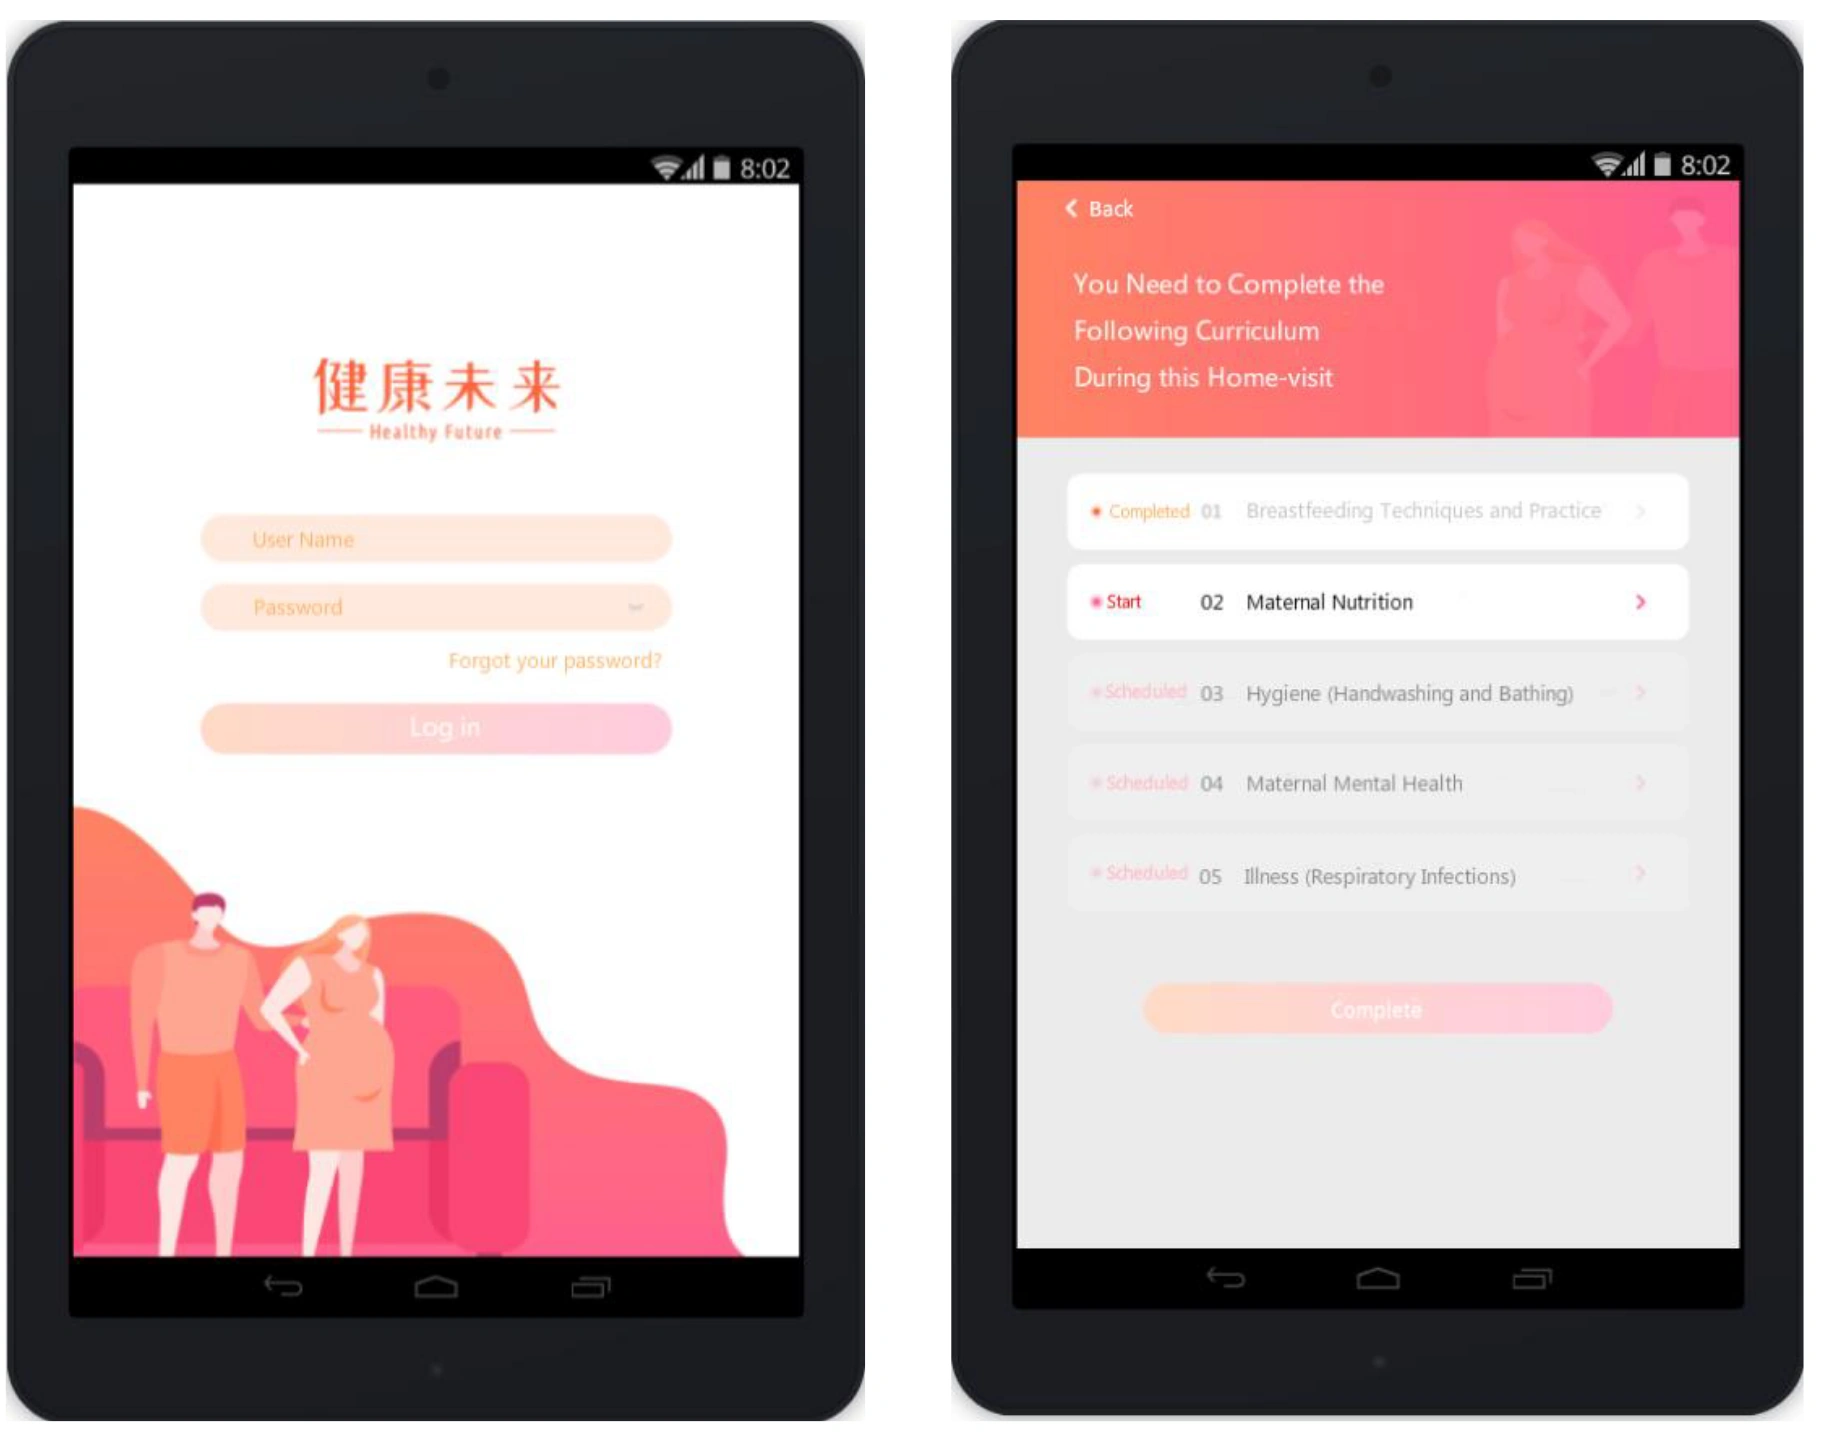 8:02
健康未来
Healthy Future
User Name
Password
Forgot your password?
Log in
8:02
Back
You Need to Complete the
Following Curriculum
During this Home-visit
Completed 01 Breastfeeding Techniques and Practice
Start 02 Maternal Nutrition
Scheduled 03 Hygiene (Handwashing and Bathing)
Scheduled 04 Maternal Mental Health
Scheduled 05 Illness (Respiratory Infections)
Complete